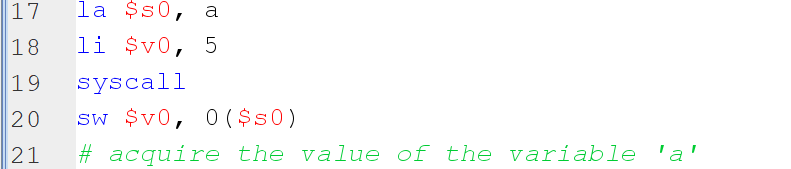 17 la $s0, a
18 li $v0, 5
19 syscall
20 sw $v0, 0($s0)
21 # acquire the value of the variable 'a'